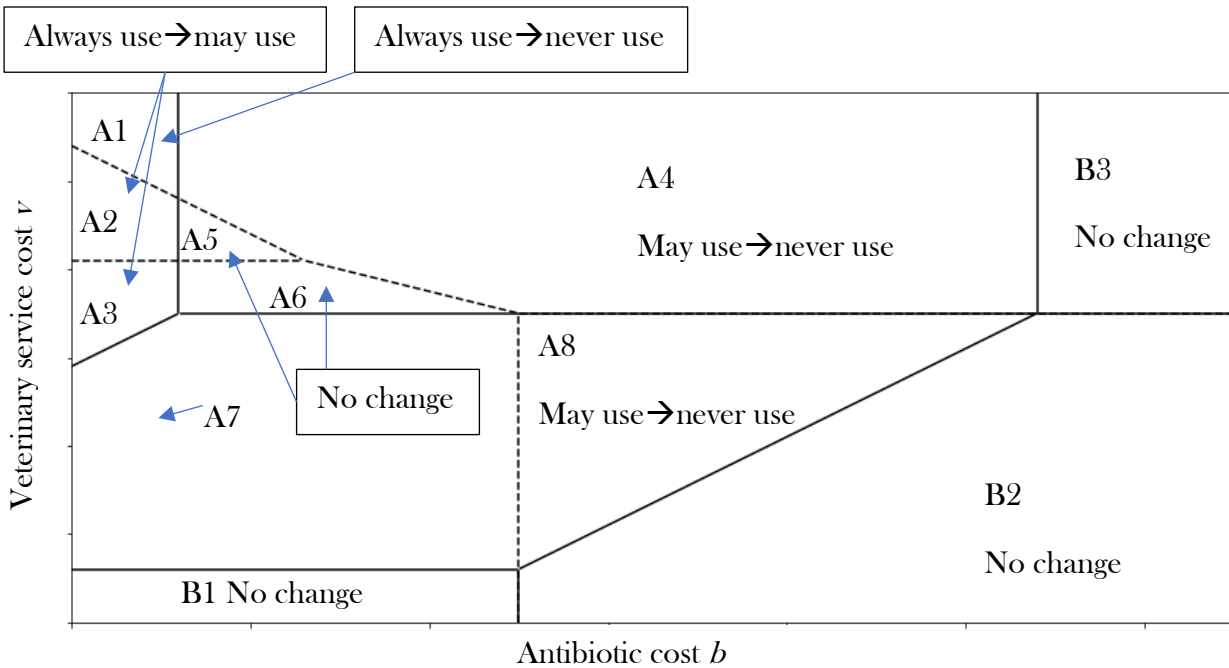 Always use→may use
Always use→never use
A1
A4
B3
A2
A5
May use→never use
No change
A6
A3
A8
No change
May use→never use
A7
B2
No change
B1 No change
Veterinary service cost v
Antibiotic cost b